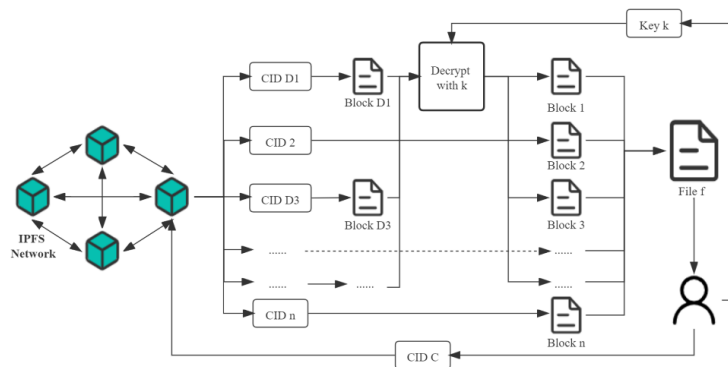 Key k
CID D1
Block D1
Decrypt
with k
Block 1
CID 2
Block 2
CID D3
Block D3
Block 3
File f
IPFS
Network
......
......
......
......
......
CID n
Block n
CID C